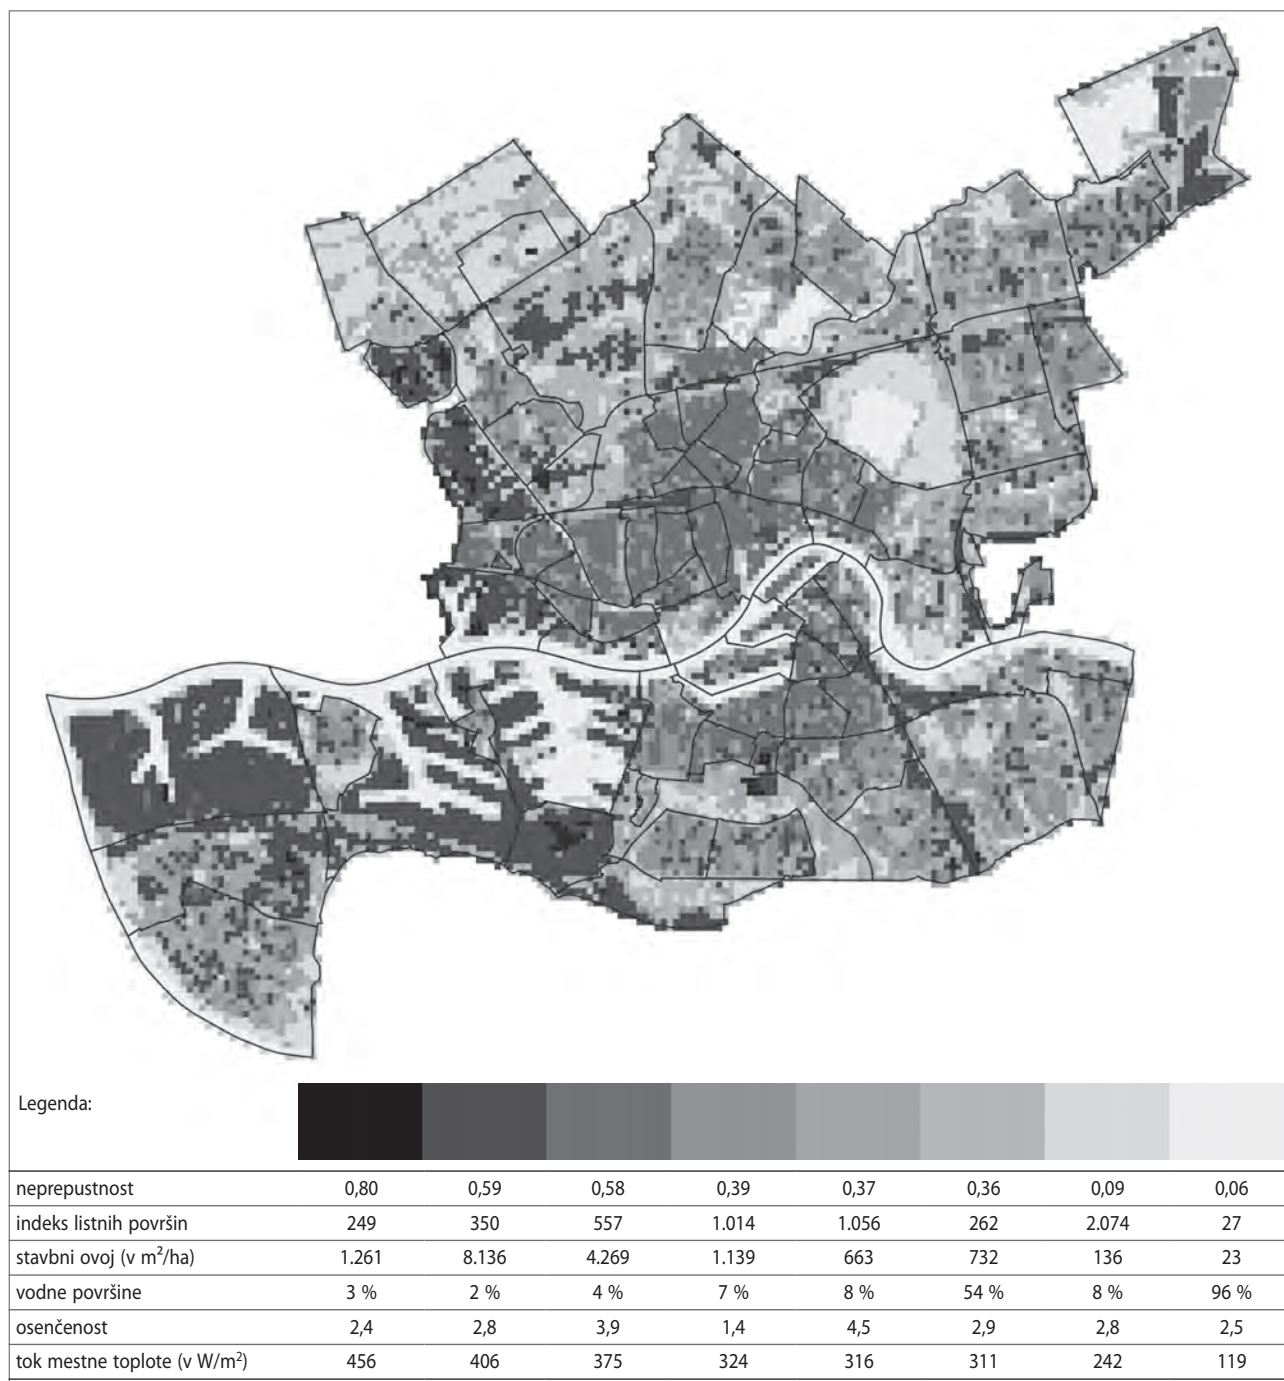 Legenda:
neprepustnost 0,80 0,59 0,58 0,39 0,37 0,36 0,09 0,06
indeks listnih površin 249 350 557 1.014 1.056 262 2.074 27
stavbni ovoj (v m²/ha) 1.261 8.136 4.269 1.139 663 732 136 23
vodne površine 3 % 2 % 4 % 7 % 8 % 54 % 8 % 96 %
osenčenost 2,4 2,8 3,9 1,4 4,5 2,9 2,8 2,5
tok mestne toplote (v W/m²) 456 406 375 324 316 311 242 119